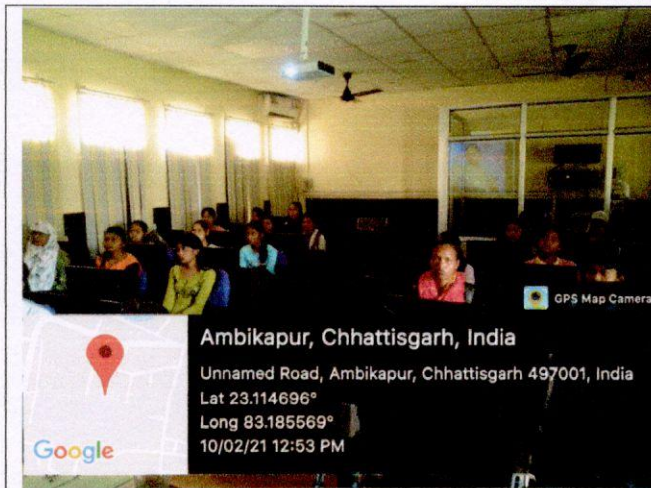 GPS Map Camera
Ambikapur, Chhattisgarh, India
Unnamed Road, Ambikapur, Chhattisgarh 497001, India
Lat 23.114696°
Long 83.185569°
10/02/21 12:53 PM
Google